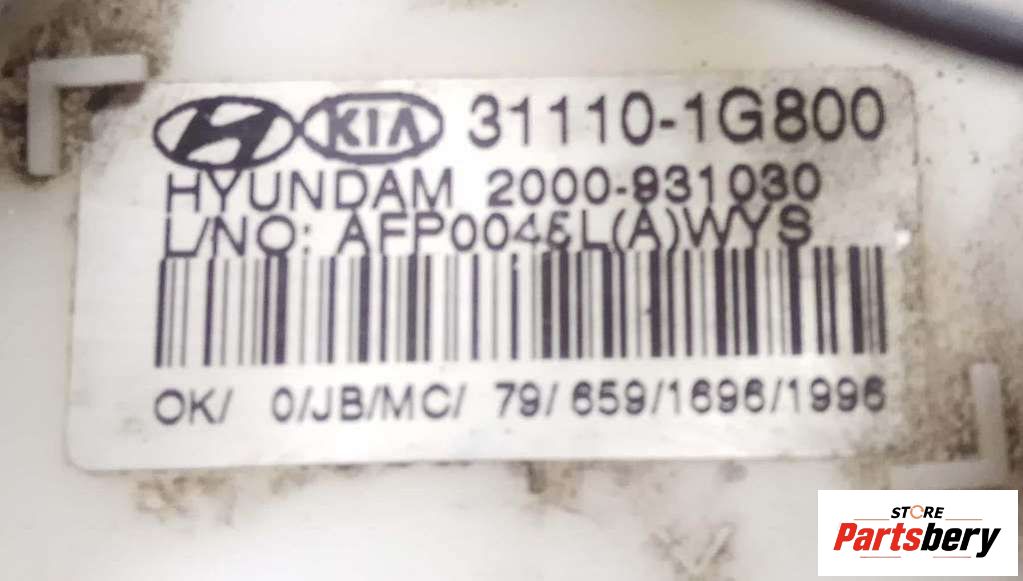 KIA 31110-1G800
HYUNDAM 2000-931030
L/NO: AFP0045L(A)WYS
OK/ 0/JB/MC/ 79/659/1696/1996
STORE
Partsbery